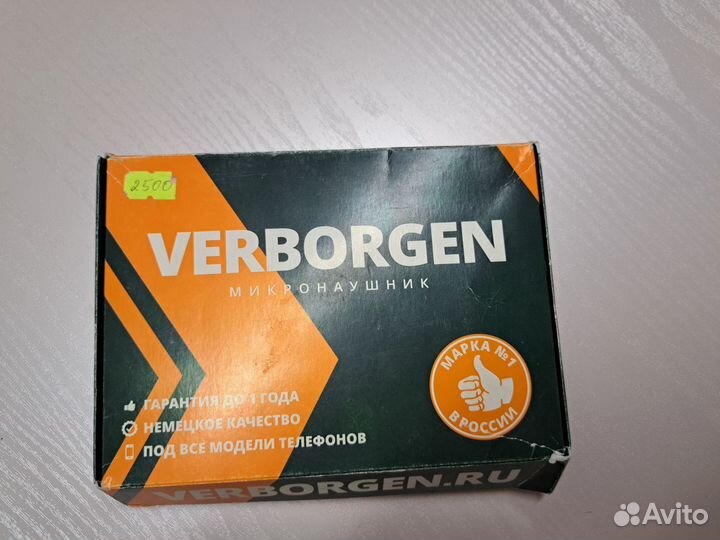 2500
VERBORGEN
МИКРОНАУШНИК
МАРКА №1
В РОССИИ
ГАРАНТИЯ ДО 1 ГОДА
НЕМЕЦКОЕ КАЧЕСТВО
ПОД ВСЕ МОДЕЛИ ТЕЛЕФОНОВ
VERBORGEN.RU
Avito